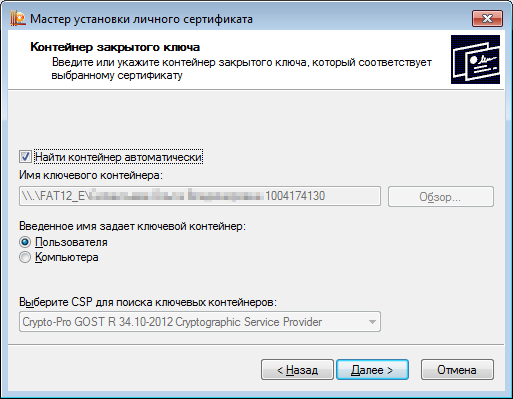 Мастер установки личного сертификата
Контейнер закрытого ключа
Введите или укажите контейнер закрытого ключа, который соответствует
выбранному сертификату
Найти контейнер автоматически
Имя ключевого контейнера:
\\.\FAT12_E\ 1004174130
Обзор...
Введенное имя задает ключевой контейнер:
Пользователя
Компьютера
Выберите CSP для поиска ключевых контейнеров:
Crypto-Pro GOST R 34.10-2012 Cryptographic Service Provider
< Назад
Далее >
Отмена